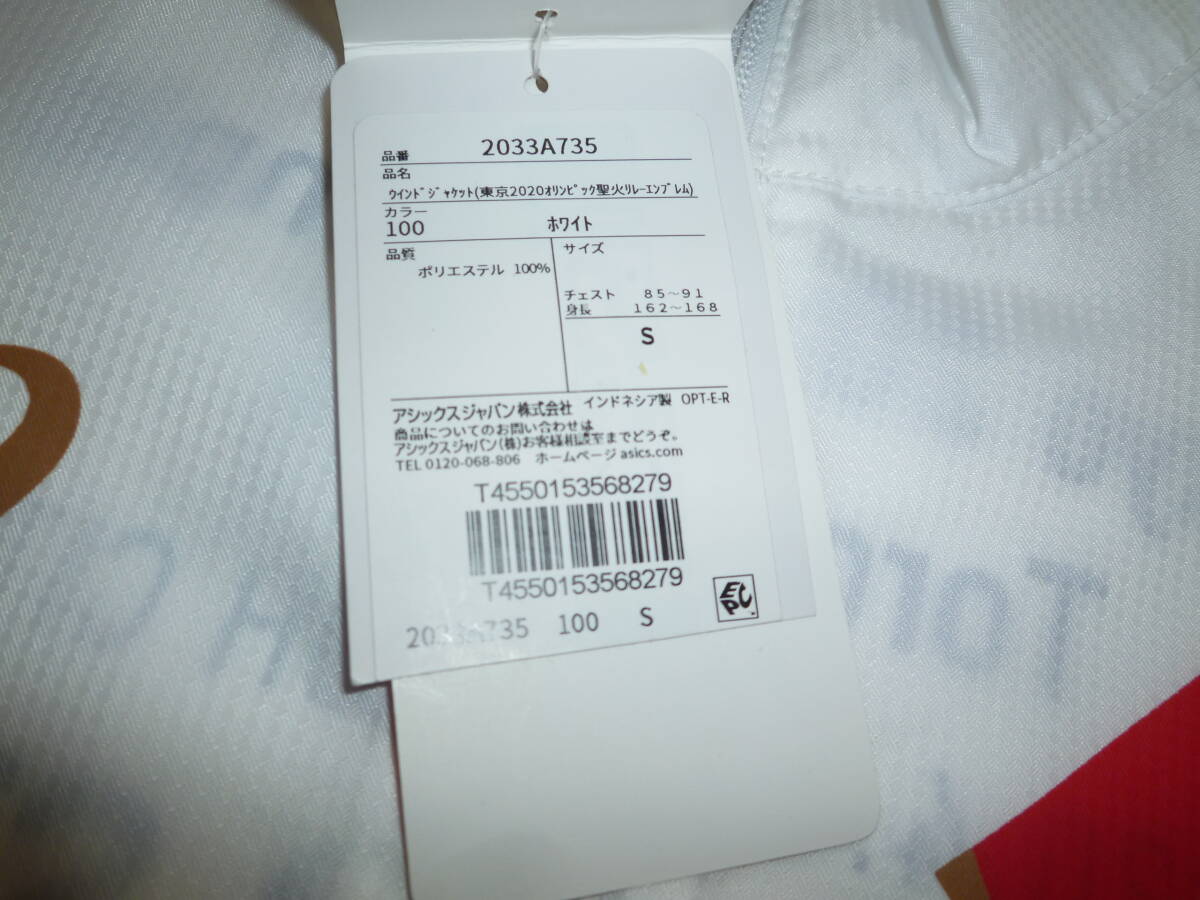 品番 2033A735
品名
ウインドジャケット(東京2020オリンピック聖火リレーエンブレム)
カラー
100 ホワイト
品質
ポリエステル 100%
サイズ
チェスト 85～91
身長 162～168
S
アシックスジャパン株式会社 インドネシア製 OPT-E-R
商品についてのお問い合わせは
アシックスジャパン(株)お客様相談室までどうぞ。
TEL 0120-068-806 ホームページ asics.com
T4550153568279
T4550153568279
2033A735 100 S
EPC